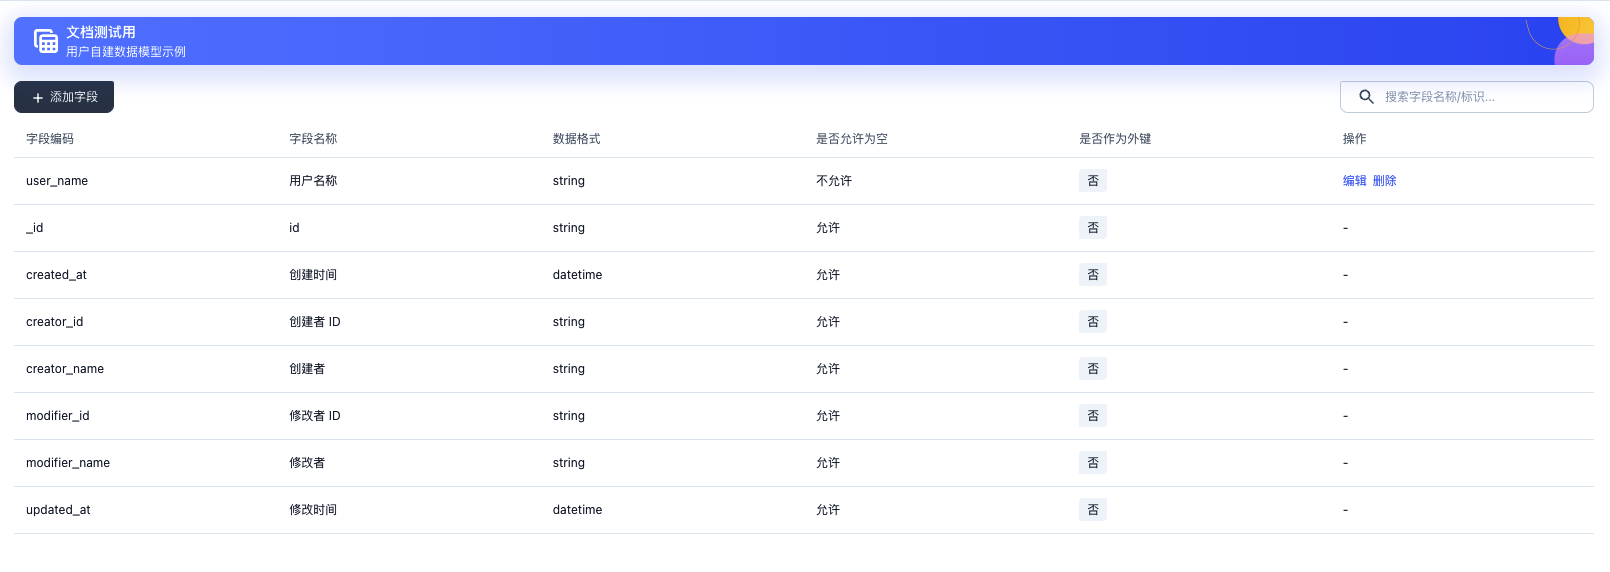 文档测试用
用户自建数据模型示例
添加字段
搜索字段名称/标识...
字段编码 字段名称 数据格式 是否允许为空 是否作为外键 操作
user_name 用户名称 string 不允许 否 编辑 删除
_id id string 允许 否 -
created_at 创建时间 datetime 允许 否 -
creator_id 创建者 ID string 允许 否 -
creator_name 创建者 string 允许 否 -
modifier_id 修改者 ID string 允许 否 -
modifier_name 修改者 string 允许 否 -
updated_at 修改时间 datetime 允许 否 -